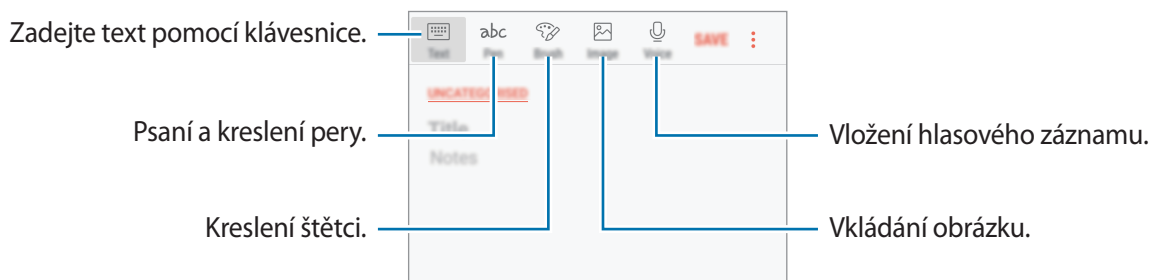 Zadejte text pomocí klávesnice.
abc
Text
Pen
Brush
Image
Voice
SAVE
UNCATEGORISED
Title
Notes
Psaní a kreslení pery.
Vložení hlasového záznamu.
Kreslení štětci.
Vkládání obrázku.